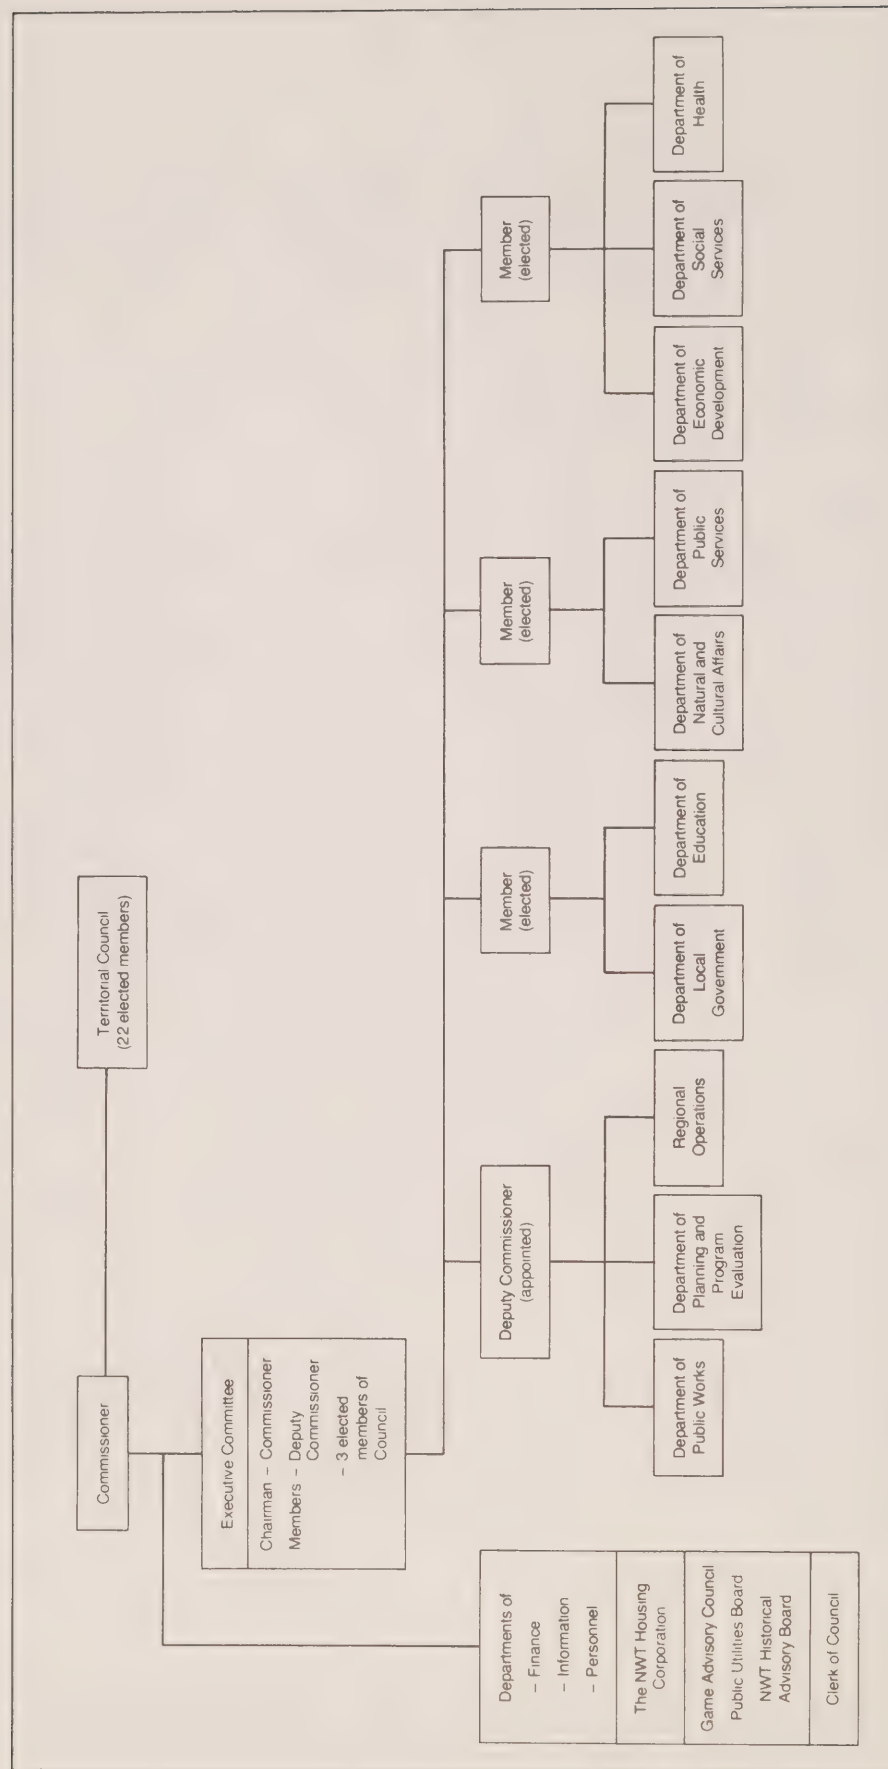 Commissioner
Territorial Council
(22 elected members)
Executive Committee
Chairman – Commissioner
Members – Deputy
Commissioner
– 3 elected
members of
Council
Departments of
– Finance
– Information
– Personnel
The NWT Housing
Corporation
Game Advisory Council
Public Utilities Board
NWT Historical
Advisory Board
Clerk of Council
Deputy Commissioner
(appointed)
Member
(elected)
Member
(elected)
Member
(elected)
Department of
Public Works
Department of
Planning and
Program
Evaluation
Regional
Operations
Department of
Local
Government
Department of
Education
Department of
Natural and
Cultural Affairs
Department of
Public
Services
Department of
Economic
Development
Department of
Social
Services
Department of
Health